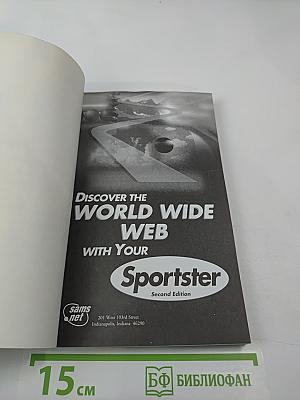 DISCOVER THE
WORLD WIDE
WEB
WITH YOUR
Sportster
Second Edition
sams
net
201 West 103rd Street
Indianapolis, Indiana 46290
15 см
БФ БИБЛИОФАН